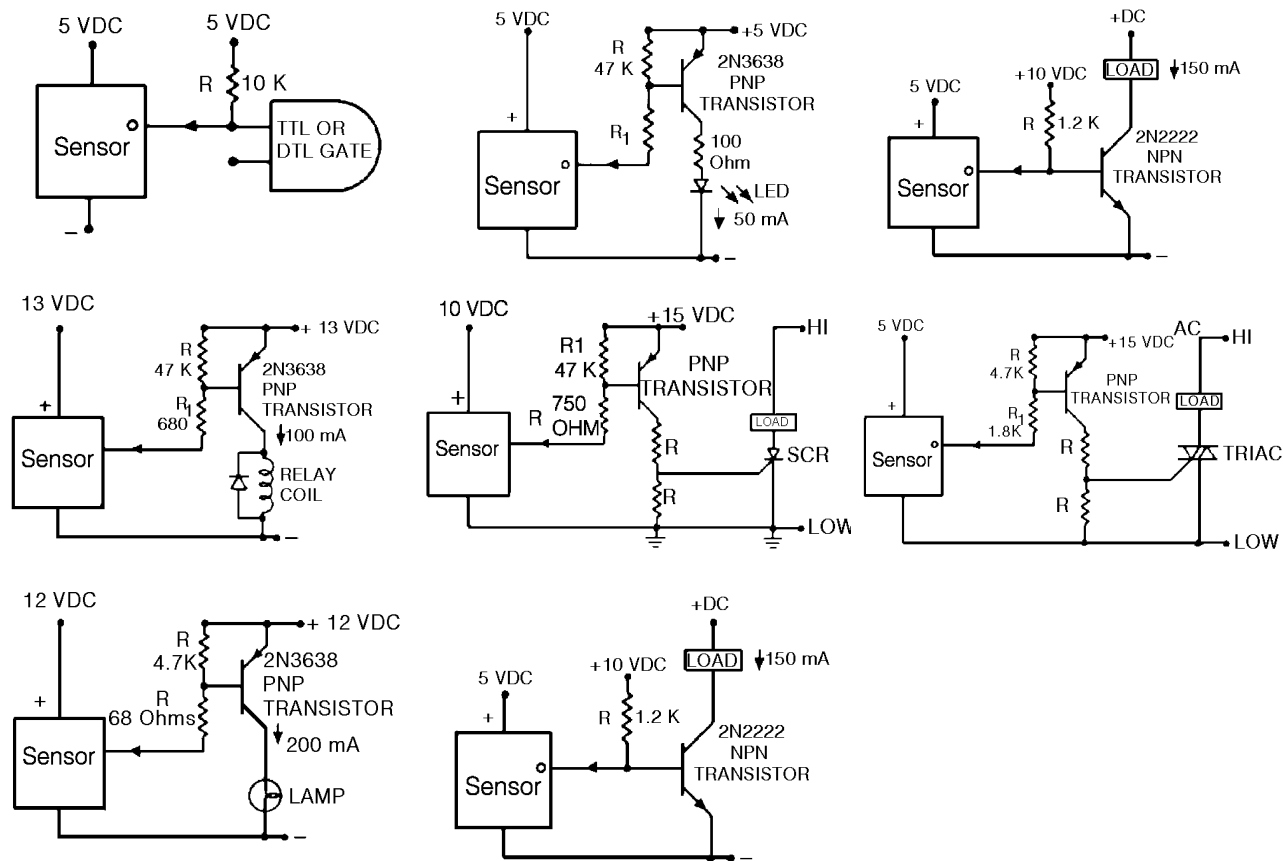 5 VDC
5 VDC
R
10 K
TTL OR
DTL GATE
Sensor
−
5 VDC
+5 VDC
R
47 K
2N3638
PNP
TRANSISTOR
+
R1
100
Ohm
Sensor
LED
50 mA
−
+DC
LOAD
150 mA
+10 VDC
5 VDC
+
R
1.2 K
2N2222
NPN
TRANSISTOR
Sensor
−
13 VDC
+ 13 VDC
R
47 K
2N3638
PNP
TRANSISTOR
+
R1
680
100 mA
Sensor
RELAY
COIL
−
10 VDC
+15 VDC
HI
R1
47 K
PNP
TRANSISTOR
+
R
750
OHM
LOAD
Sensor
R
SCR
R
LOW
5 VDC
+15 VDC
AC
HI
R
4.7K
PNP
TRANSISTOR
+
R1
1.8K
LOAD
Sensor
R
TRIAC
R
LOW
12 VDC
+ 12 VDC
R
4.7K
2N3638
PNP
TRANSISTOR
+
R
68 Ohms
200 mA
Sensor
LAMP
−
+DC
LOAD
150 mA
+10 VDC
5 VDC
+
R
1.2 K
2N2222
NPN
TRANSISTOR
Sensor
−